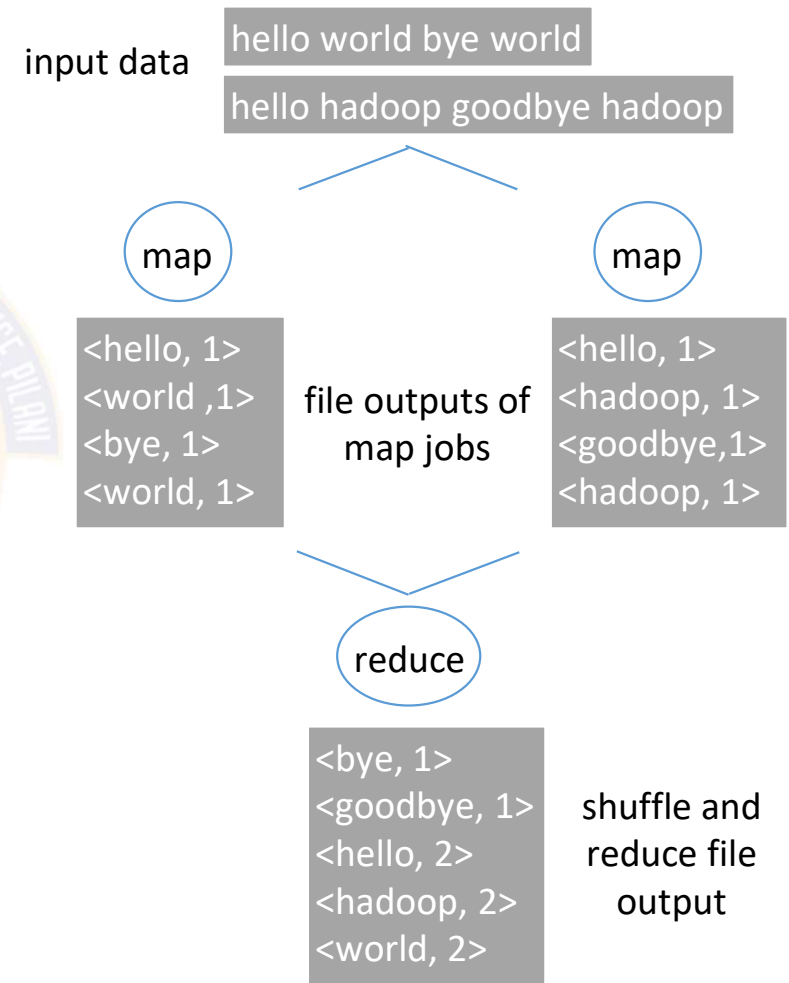 input data
hello world bye world
hello hadoop goodbye hadoop
map
map
<hello, 1>
<world ,1>
<bye, 1>
<world, 1>
file outputs of
map jobs
<hello, 1>
<hadoop, 1>
<goodbye,1>
<hadoop, 1>
reduce
<bye, 1>
<goodbye, 1>
<hello, 2>
<hadoop, 2>
<world, 2>
shuffle and
reduce file
output
PILANI